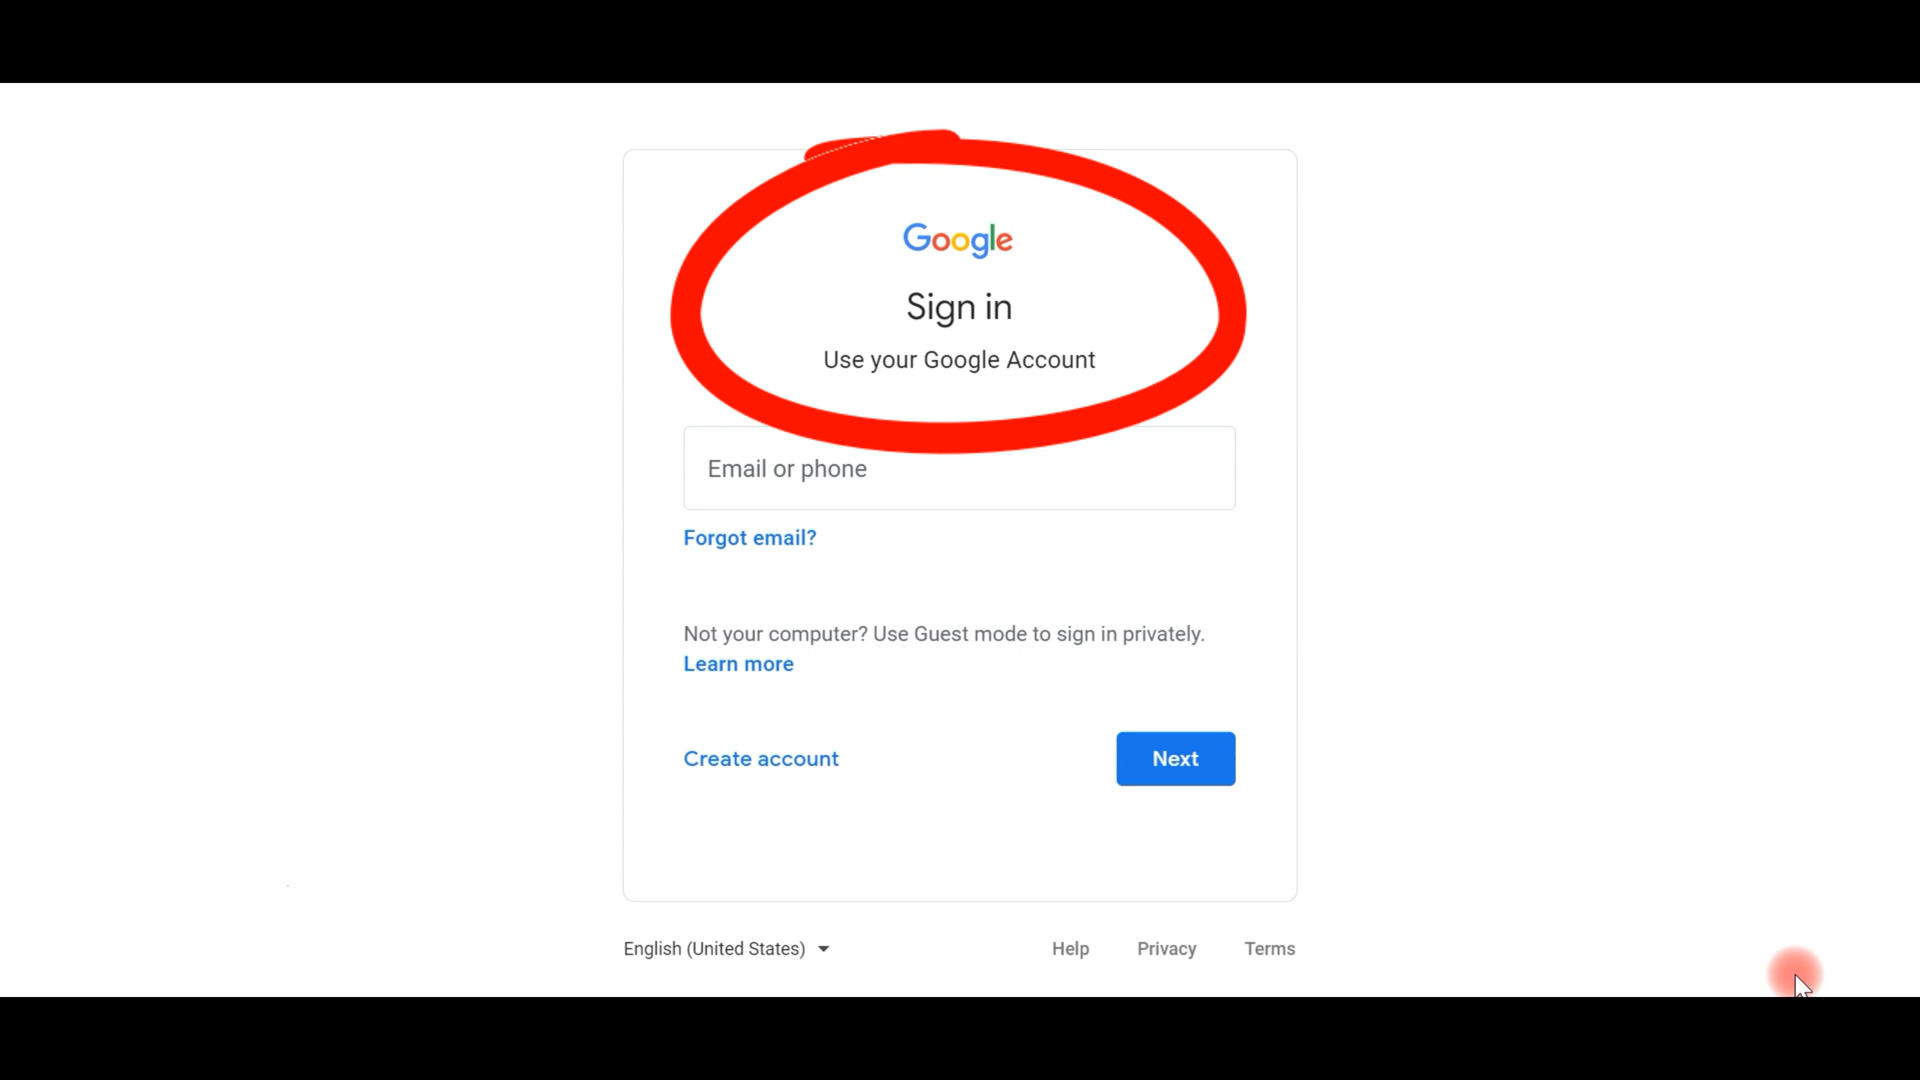 Google
Sign in
Use your Google Account
Email or phone
Forgot email?
Not your computer? Use Guest mode to sign in privately.
Learn more
Create account
Next
English (United States)
Help
Privacy
Terms